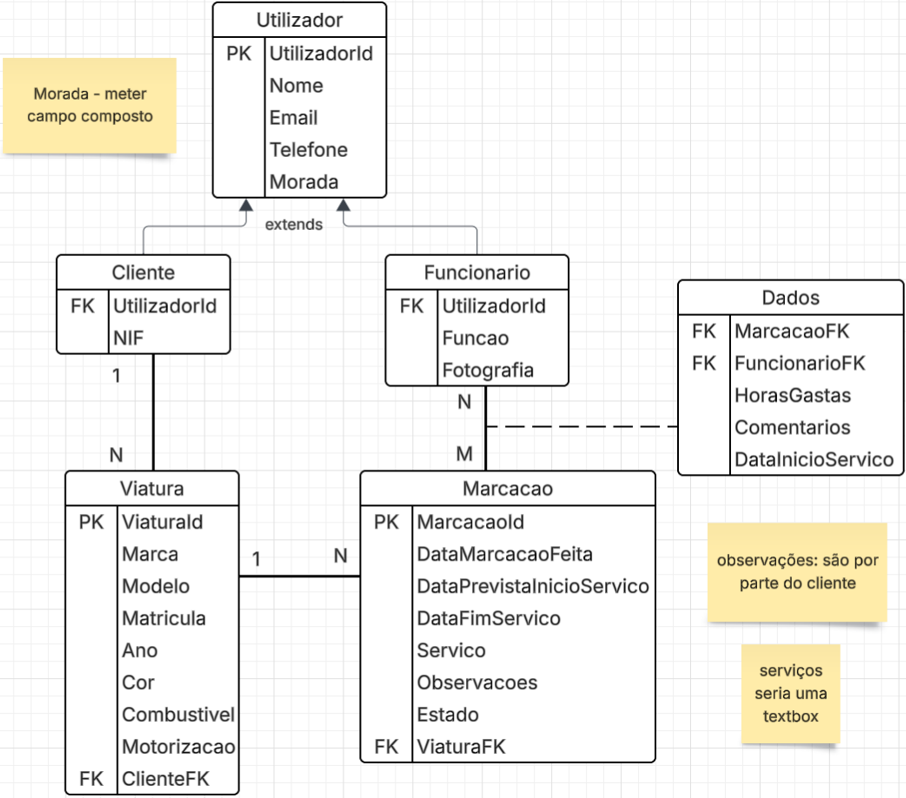 Utilizador
PK UtilizadorId
Nome
Email
Telefone
Morada
Morada - meter
campo composto
extends
Cliente
FK UtilizadorId
NIF
Funcionario
FK UtilizadorId
Funcao
Fotografia
Dados
FK MarcacaoFK
FK FuncionarioFK
HorasGastas
Comentarios
DataInicioServico
1
N
N
M
Viatura
PK ViaturaId
Marca
Modelo
Matricula
Ano
Cor
Combustivel
Motorizacao
FK ClienteFK
1
N
Marcacao
PK MarcacaoId
DataMarcacaoFeita
DataPrevistaInicioServico
DataFimServico
Servico
Observacoes
Estado
FK ViaturaFK
observações: são por
parte do cliente
serviços
seria uma
textbox